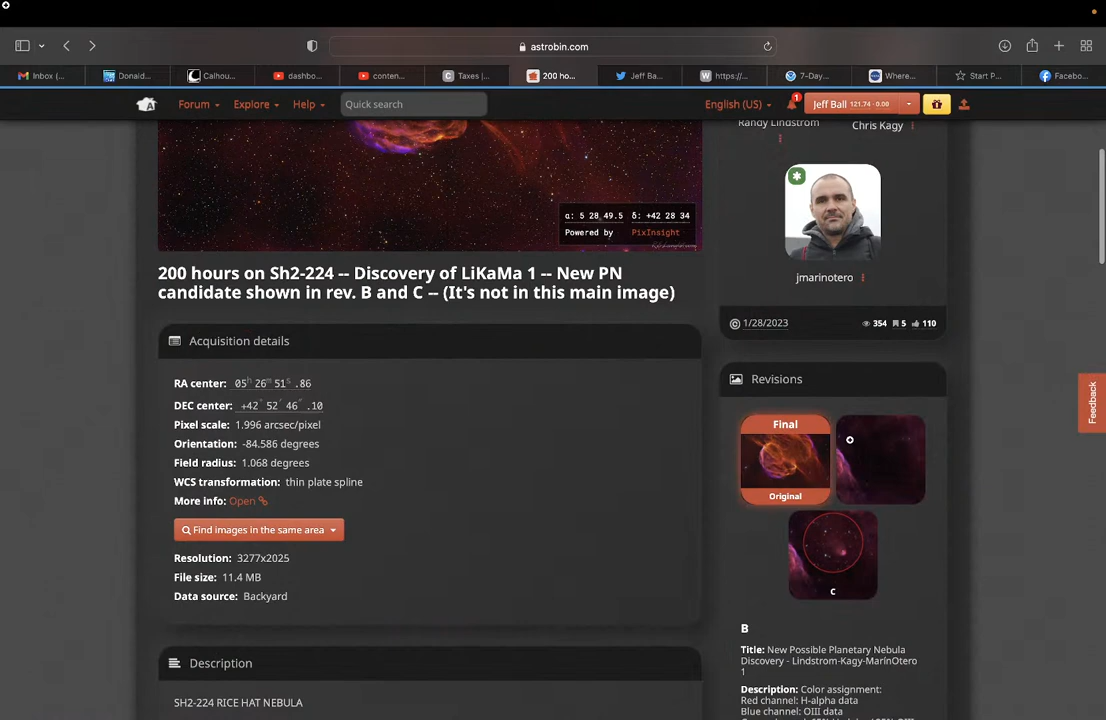 astrobin.com
Inbox (... Donald... Calhou... dashbo... conten... Taxes |... 200 ho... Jeff Ba... https:/... 7-Day... Where... Start P... Facebo...
Forum Explore Help Quick search English (US) 1 Jeff Ball 121.74 · 0.00
Randy Lindstrom Chris Kagy
α: 5 28 49.5 δ: +42 28 34
Powered by PixInsight
jmarinotero
200 hours on Sh2-224 -- Discovery of LiKaMa 1 -- New PN
candidate shown in rev. B and C -- (It's not in this main image)
© 1/28/2023 354 5 110
Acquisition details
RA center: 05h 26m 51s .86
DEC center: +42° 52' 46" .10
Pixel scale: 1.996 arcsec/pixel
Orientation: -84.586 degrees
Field radius: 1.068 degrees
WCS transformation: thin plate spline
More info: Open
Find images in the same area
Resolution: 3277x2025
File size: 11.4 MB
Data source: Backyard
Description
SH2-224 RICE HAT NEBULA
Revisions
Final
Original
C
B
Title: New Possible Planetary Nebula
Discovery - Lindstrom-Kagy-MarínOtero
1
Description: Color assignment:
Red channel: H-alpha data
Blue channel: OIII data
Feedback